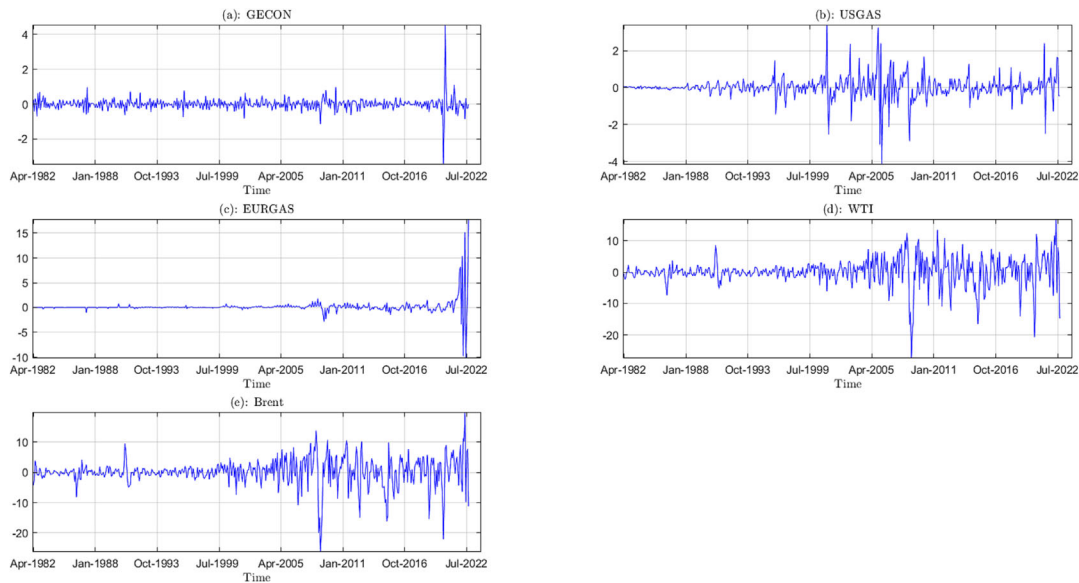 (a): GECON
4
2
0
-2
Apr-1982 Jan-1988 Oct-1993 Jul-1999 Apr-2005 Jan-2011 Oct-2016 Jul-2022
Time
(b): USGAS
2
0
-2
-4
Apr-1982 Jan-1988 Oct-1993 Jul-1999 Apr-2005 Jan-2011 Oct-2016 Jul-2022
Time
(c): EURGAS
15
10
5
0
-5
-10
Apr-1982 Jan-1988 Oct-1993 Jul-1999 Apr-2005 Jan-2011 Oct-2016 Jul-2022
Time
(d): WTI
10
0
-10
-20
Apr-1982 Jan-1988 Oct-1993 Jul-1999 Apr-2005 Jan-2011 Oct-2016 Jul-2022
Time
(e): Brent
10
0
-10
-20
Apr-1982 Jan-1988 Oct-1993 Jul-1999 Apr-2005 Jan-2011 Oct-2016 Jul-2022
Time